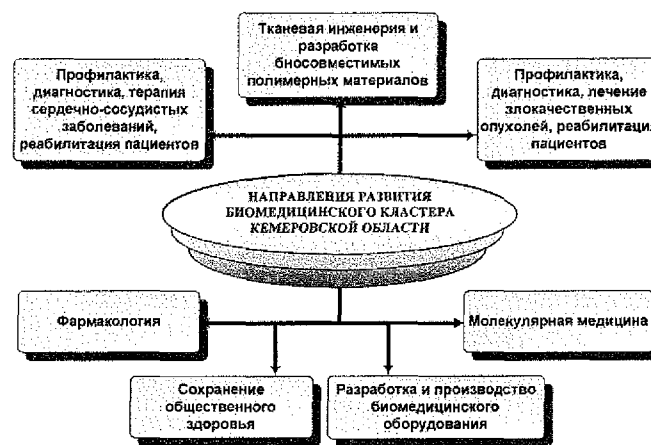 Тканевая инженерия и
разработка
биосовместимых
полимерных материалов
Профилактика,
диагностика, терапия
сердечно-сосудистых
заболеваний,
реабилитация пациентов
Профилактика,
диагностика, лечение
злокачественных
опухолей, реабилитация
пациентов
НАПРАВЛЕНИЯ РАЗВИТИЯ
БИОМЕДИЦИНСКОГО КЛАСТЕРА
КЕМЕРОВСКОЙ ОБЛАСТИ
Фармакология
Молекулярная медицина
Сохранение
общественного
здоровья
Разработка и производство
биомедицинского
оборудования